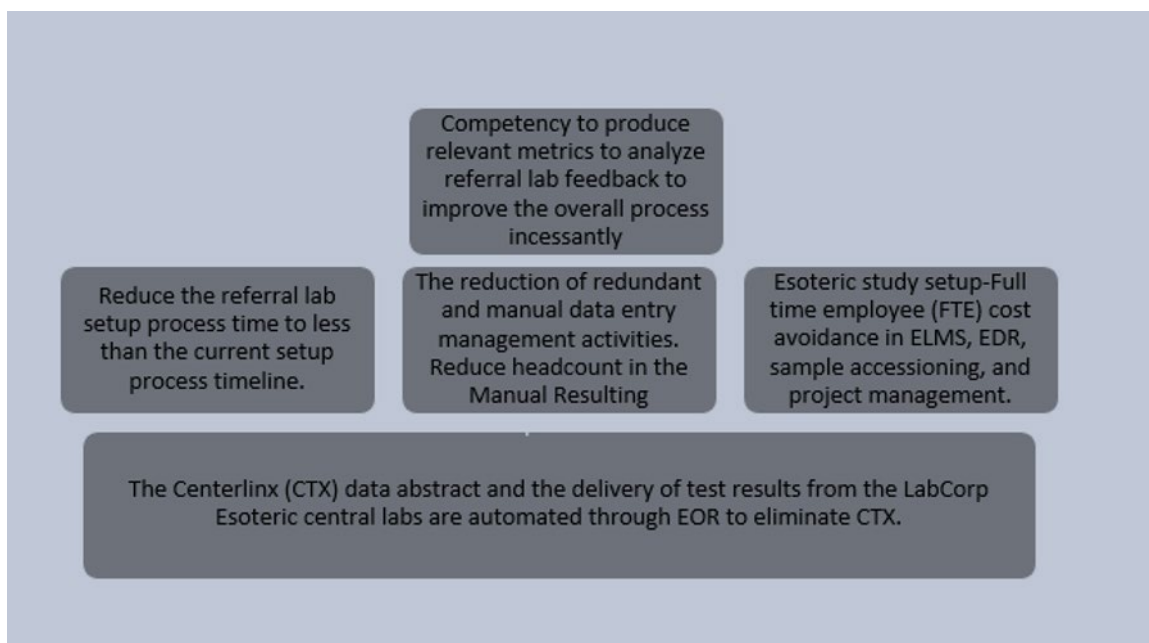 Competency to produce
relevant metrics to analyze
referral lab feedback to
improve the overall process
incessantly
Reduce the referral lab
setup process time to less
than the current setup
process timeline.
The reduction of redundant
and manual data entry
management activities.
Reduce headcount in the
Manual Resulting
Esoteric study setup-Full
time employee (FTE) cost
avoidance in ELMS, EDR,
sample accessioning, and
project management.
The Centerlinx (CTX) data abstract and the delivery of test results from the LabCorp
Esoteric central labs are automated through EOR to eliminate CTX.